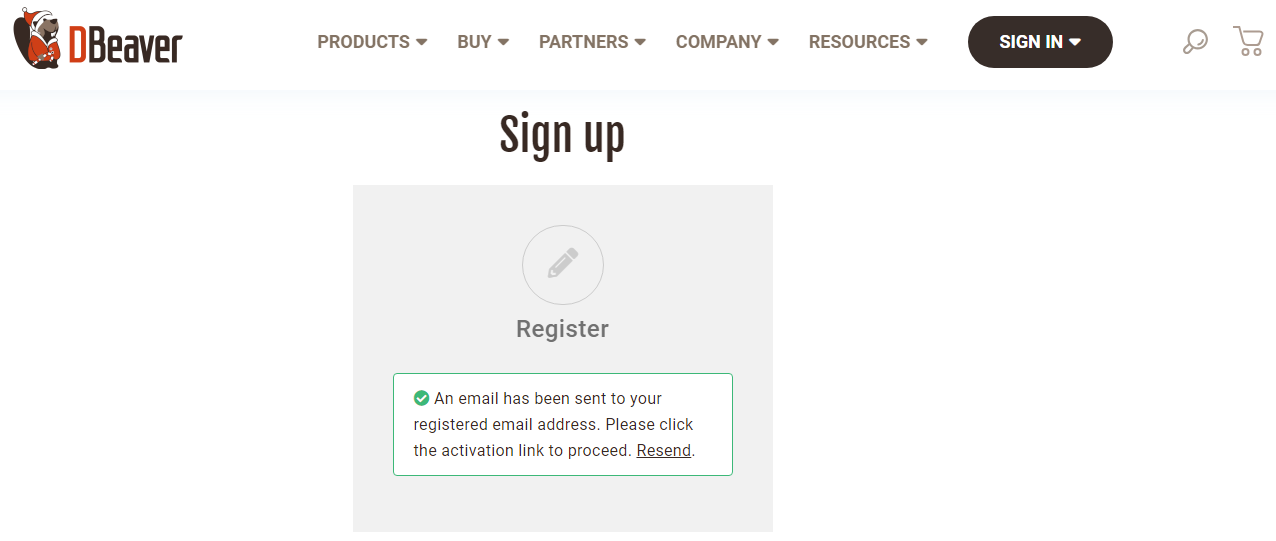 DBeaver
PRODUCTS BUY PARTNERS COMPANY RESOURCES SIGN IN
Sign up
Register
An email has been sent to your
registered email address. Please click
the activation link to proceed. Resend.